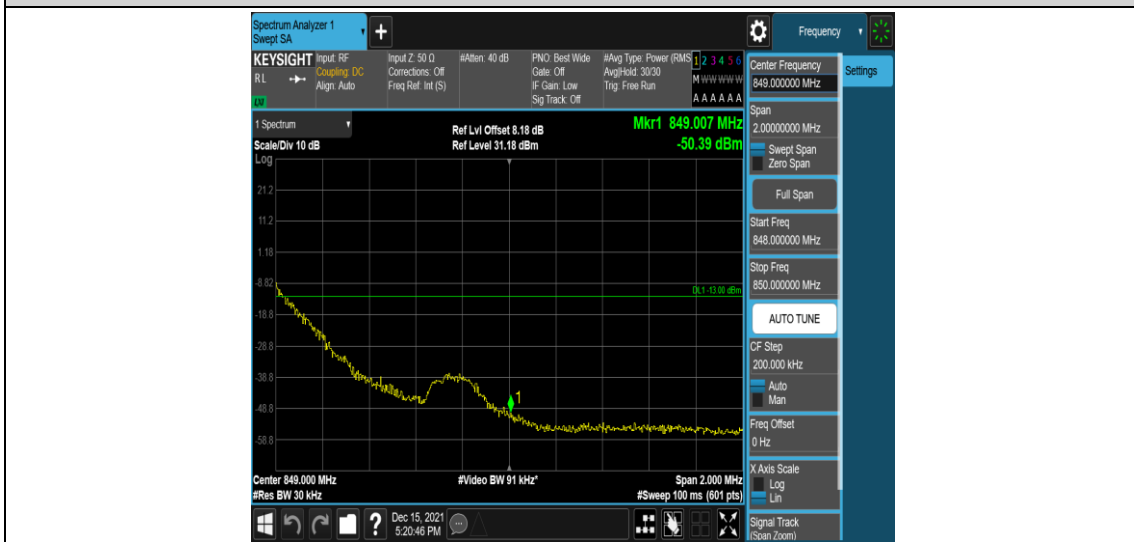 Spectrum Analyzer 1
Swept SA
+
Frequency
KEYSIGHT
RL
LXI
Input: RF
Coupling: DC
Align: Auto
Input Z: 50 Ω
Corrections: Off
Freq Ref: Int (S)
#Atten: 40 dB
PNO: Best Wide
Gate: Off
IF Gain: Low
Sig Track: Off
#Avg Type: Power (RMS
Avg|Hold: 30/30
Trig: Free Run
1 2 3 4 5 6
M W W W W W
A A A A A A
1 Spectrum
Scale/Div 10 dB
Ref Lvl Offset 8.18 dB
Ref Level 31.18 dBm
Mkr1 849.007 MHz
-50.39 dBm
Log
21.2
11.2
1.18
-8.82
-18.8
-28.8
-38.8
-48.8
-58.8
DL1 -13.00 dBm
1
Center 849.000 MHz
#Res BW 30 kHz
#Video BW 91 kHz*
Span 2.000 MHz
#Sweep 100 ms (601 pts)
?
Dec 15, 2021
5:20:46 PM
Center Frequency
849.000000 MHz
Settings
Span
2.00000000 MHz
Swept Span
Zero Span
Full Span
Start Freq
848.000000 MHz
Stop Freq
850.000000 MHz
AUTO TUNE
CF Step
200.000 kHz
Auto
Man
Freq Offset
0 Hz
X Axis Scale
Log
Lin
Signal Track
(Span Zoom)